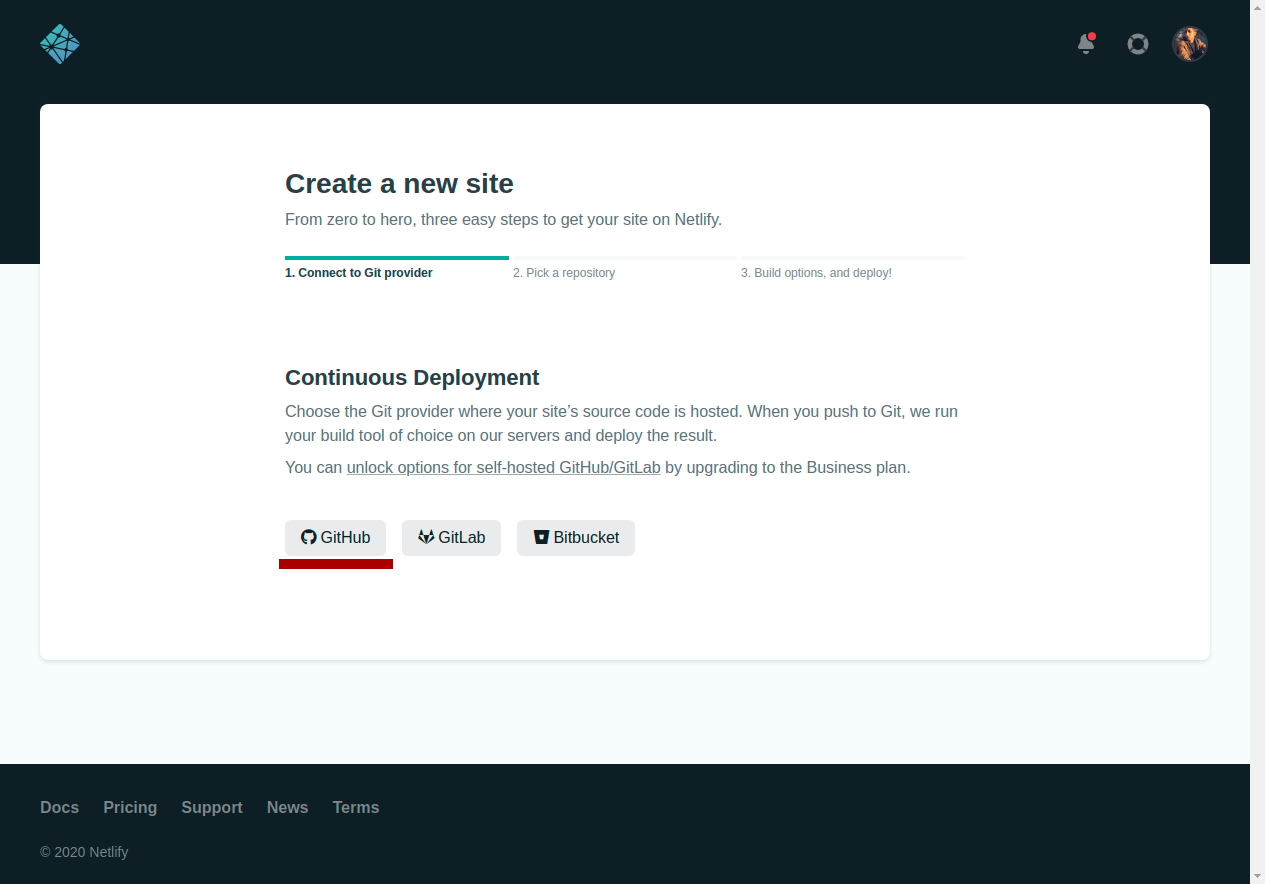 Create a new site
From zero to hero, three easy steps to get your site on Netlify.
1. Connect to Git provider
2. Pick a repository
3. Build options, and deploy!
Continuous Deployment
Choose the Git provider where your site’s source code is hosted. When you push to Git, we run
your build tool of choice on our servers and deploy the result.
You can unlock options for self-hosted GitHub/GitLab by upgrading to the Business plan.
GitHub
GitLab
Bitbucket
Docs
Pricing
Support
News
Terms
© 2020 Netlify